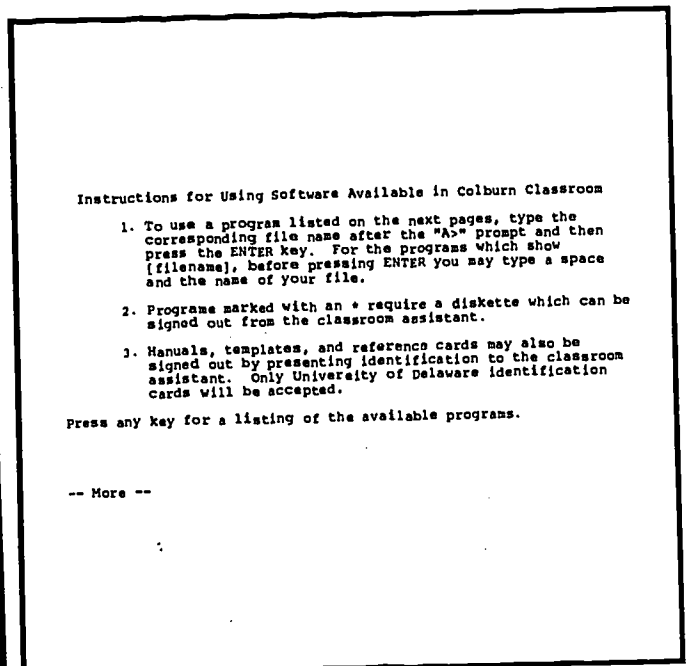 Instructions for Using Software Available in Colburn Classroom
1. To use a program listed on the next pages, type the
corresponding file name after the "A>" prompt and then
press the ENTER key. For the programs which show
[filename], before pressing ENTER you may type a space
and the name of your file.
2. Programs marked with an * require a diskette which can be
signed out from the classroom assistant.
3. Manuals, templates, and reference cards may also be
signed out by presenting identification to the classroom
assistant. Only University of Delaware identification
cards will be accepted.
Press any key for a listing of the available programs.
-- More --